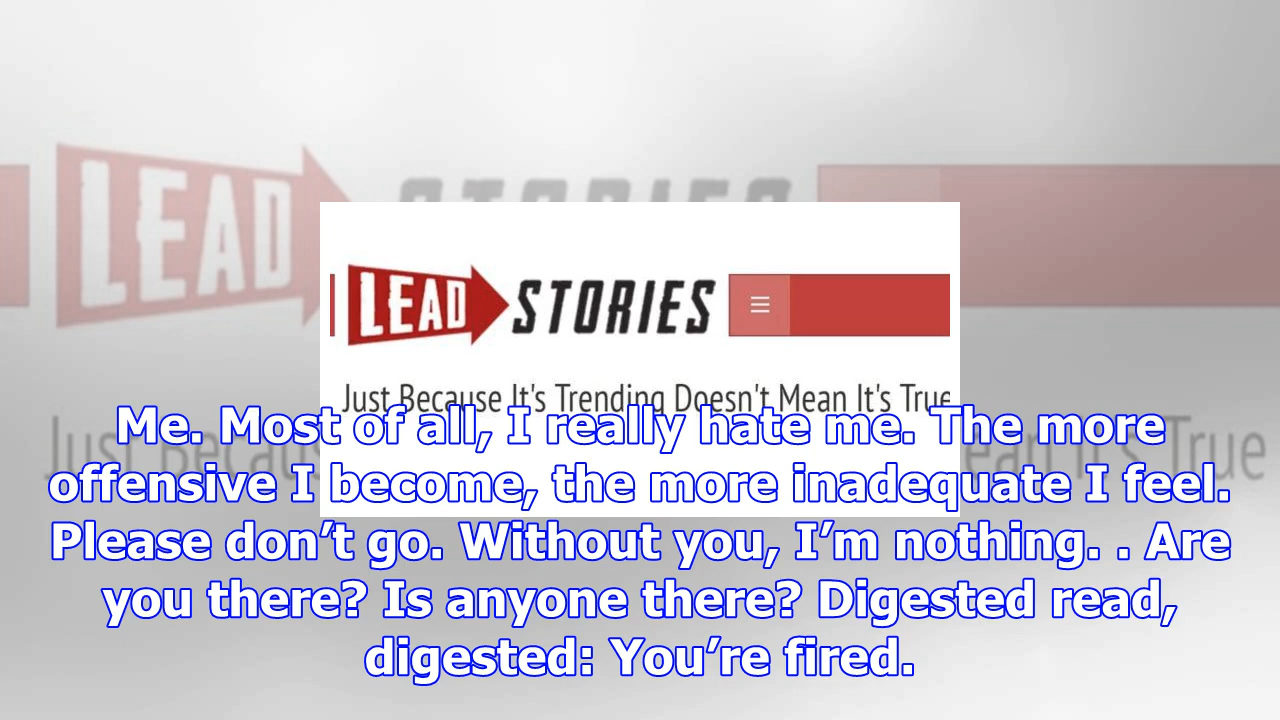 LEAD STORIES
Just Because It's Trending Doesn't Mean It's True
Me. Most of all, I really hate me. The more
offensive I become, the more inadequate I feel.
Please don’t go. Without you, I’m nothing. . Are
you there? Is anyone there? Digested read,
digested: You’re fired.